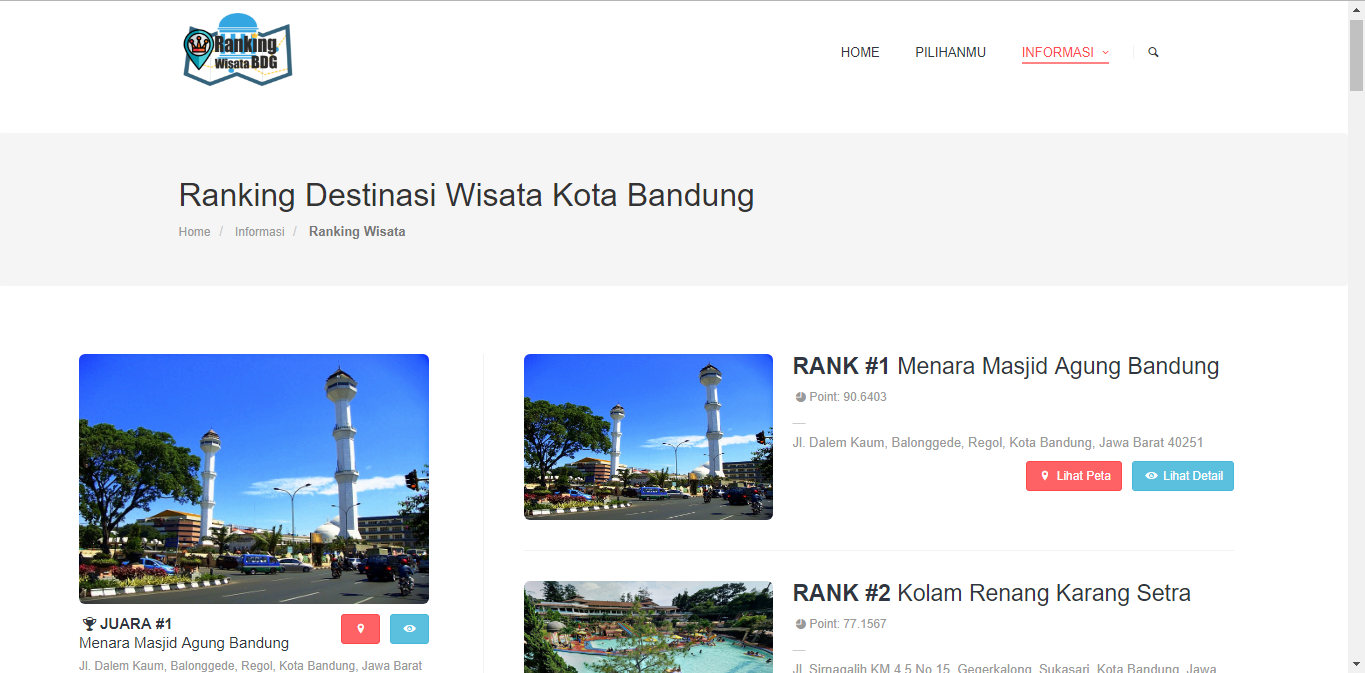 Ranking
Wisata BDG
HOME
PILIHANMU
INFORMASI
Ranking Destinasi Wisata Kota Bandung
Home / Informasi / Ranking Wisata
JUARA #1
Menara Masjid Agung Bandung
Jl. Dalem Kaum, Balonggede, Regol, Kota Bandung, Jawa Barat
RANK #1 Menara Masjid Agung Bandung
Point: 90.6403
Jl. Dalem Kaum, Balonggede, Regol, Kota Bandung, Jawa Barat 40251
Lihat Peta
Lihat Detail
RANK #2 Kolam Renang Karang Setra
Point: 77.1567
Jl. Sirnagalih KM 4,5 No 15, Gegerkalong, Sukasari, Kota Bandung, Jawa